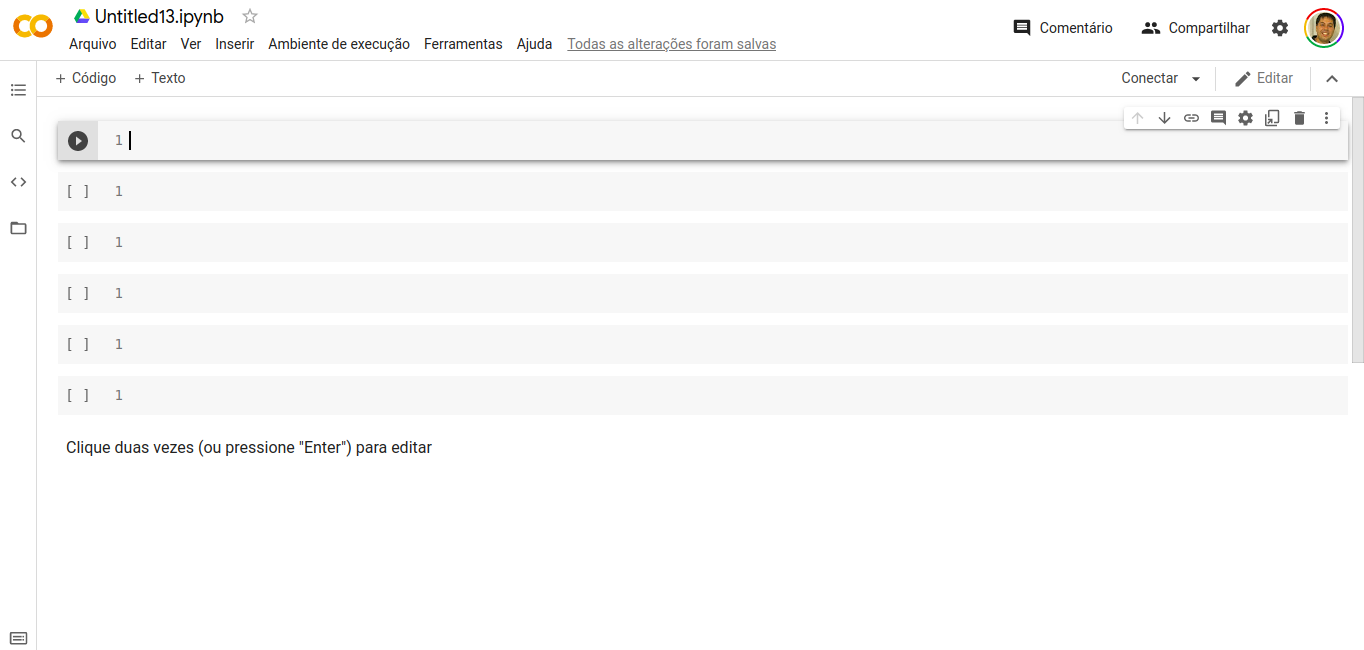 Untitled13.ipynb
Arquivo Editar Ver Inserir Ambiente de execução Ferramentas Ajuda Todas as alterações foram salvas
Comentário Compartilhar
+ Código + Texto
Conectar Editar
1
[ ] 1
[ ] 1
[ ] 1
[ ] 1
[ ] 1
Clique duas vezes (ou pressione "Enter") para editar